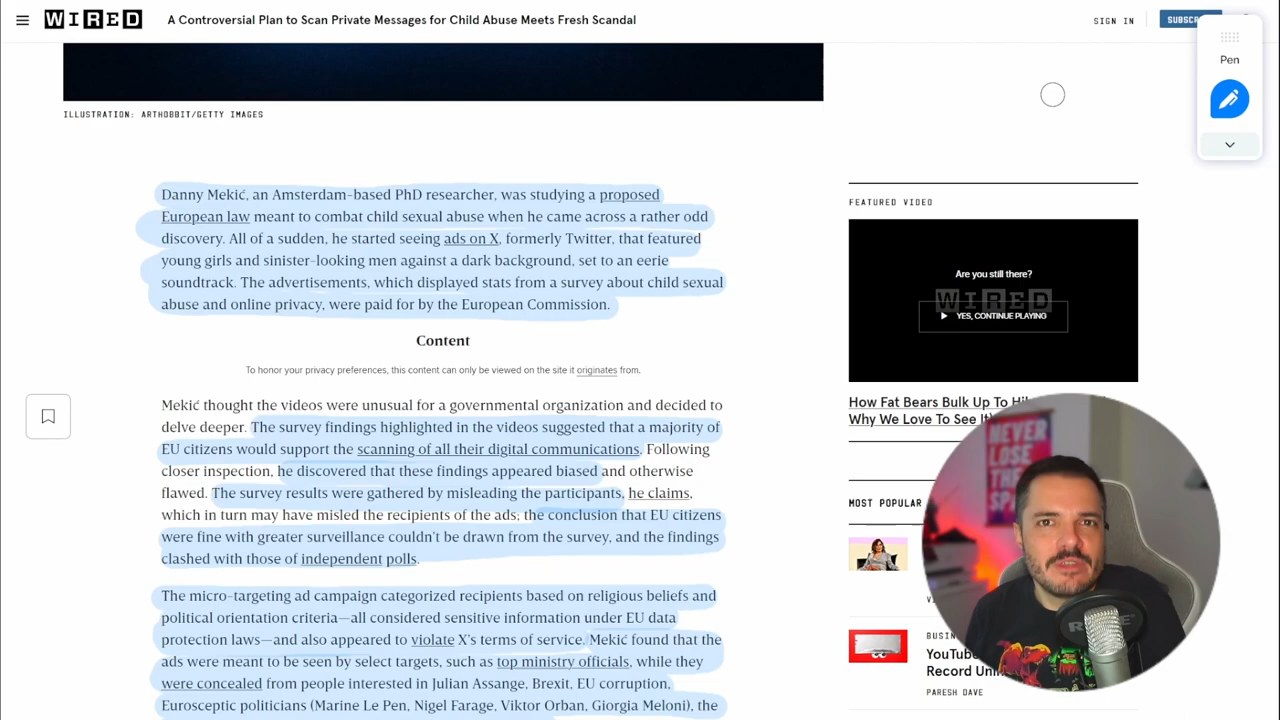 WIRED
A Controversial Plan to Scan Private Messages for Child Abuse Meets Fresh Scandal
SIGN IN
Pen
ILLUSTRATION: ARTHOBBIT/GETTY IMAGES
Danny Mekić, an Amsterdam-based PhD researcher, was studying a proposed
European law meant to combat child sexual abuse when he came across a rather odd
discovery. All of a sudden, he started seeing ads on X, formerly Twitter, that featured
young girls and sinister-looking men against a dark background, set to an eerie
soundtrack. The advertisements, which displayed stats from a survey about child sexual
abuse and online privacy, were paid for by the European Commission.
Content
To honor your privacy preferences, this content can only be viewed on the site it originates from.
Mekić thought the videos were unusual for a governmental organization and decided to
delve deeper. The survey findings highlighted in the videos suggested that a majority of
EU citizens would support the scanning of all their digital communications. Following
closer inspection, he discovered that these findings appeared biased and otherwise
flawed. The survey results were gathered by misleading the participants, he claims,
which in turn may have misled the recipients of the ads; the conclusion that EU citizens
were fine with greater surveillance couldn't be drawn from the survey, and the findings
clashed with those of independent polls.
The micro-targeting ad campaign categorized recipients based on religious beliefs and
political orientation criteria—all considered sensitive information under EU data
protection laws—and also appeared to violate X's terms of service. Mekić found that the
ads were meant to be seen by select targets, such as top ministry officials, while they
were concealed from people interested in Julian Assange, Brexit, EU corruption,
Eurosceptic politicians (Marine Le Pen, Nigel Farage, Viktor Orban, Giorgia Meloni), the
FEATURED VIDEO
Are you still there?
WIRED
YES, CONTINUE PLAYING
How Fat Bears Bulk Up To
Why We Love To See It
MOST POPULAR
NEVER
LOSE
THE
PARESH DAVE